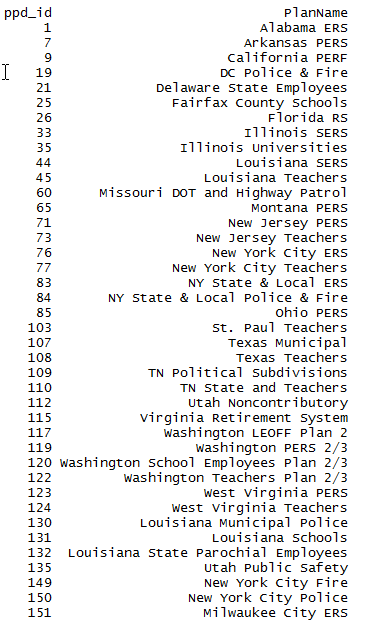 ppd_id PlanName
1 Alabama ERS
7 Arkansas PERS
9 California PERF
19 DC Police & Fire
21 Delaware State Employees
25 Fairfax County Schools
26 Florida RS
33 Illinois SERS
35 Illinois Universities
44 Louisiana SERS
45 Louisiana Teachers
60 Missouri DOT and Highway Patrol
65 Montana PERS
71 New Jersey PERS
73 New Jersey Teachers
76 New York City ERS
77 New York City Teachers
83 NY State & Local ERS
84 NY State & Local Police & Fire
85 Ohio PERS
103 St. Paul Teachers
107 Texas Municipal
108 Texas Teachers
109 TN Political Subdivisions
110 TN State and Teachers
112 Utah Noncontributory
115 Virginia Retirement System
117 Washington LEOFF Plan 2
119 Washington PERS 2/3
120 Washington School Employees Plan 2/3
122 Washington Teachers Plan 2/3
123 West Virginia PERS
124 West Virginia Teachers
130 Louisiana Municipal Police
131 Louisiana Schools
132 Louisiana State Parochial Employees
135 Utah Public Safety
149 New York City Fire
150 New York City Police
151 Milwaukee City ERS